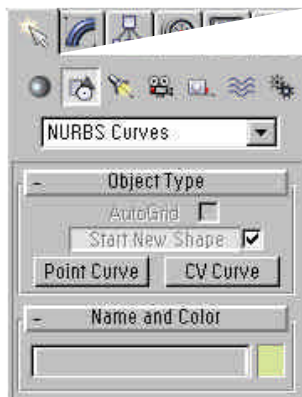 NURBS Curves
- Object Type
AutoGrid
Start New Shape
Point Curve CV Curve
- Name and Color